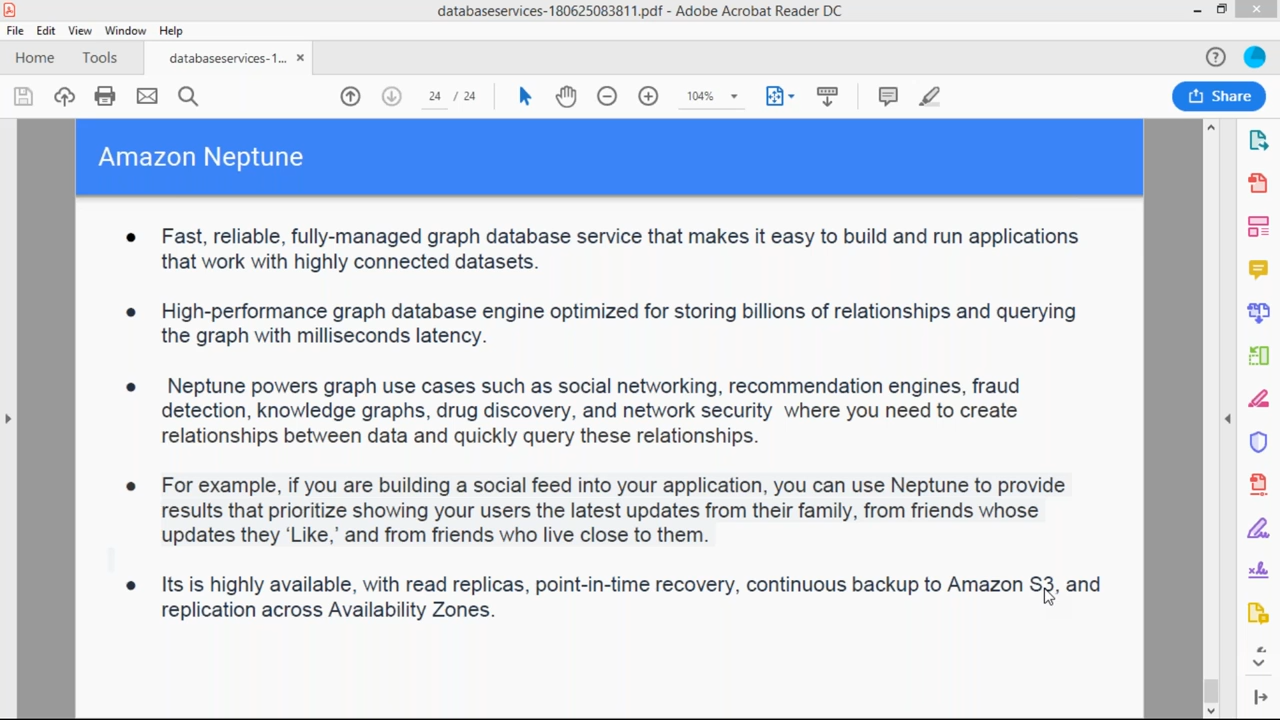 databaseservices-180625083811.pdf - Adobe Acrobat Reader DC
File Edit View Window Help
Home Tools databaseservices-1... ×
24 / 24 104% Share
Amazon Neptune
● Fast, reliable, fully-managed graph database service that makes it easy to build and run applications
that work with highly connected datasets.
● High-performance graph database engine optimized for storing billions of relationships and querying
the graph with milliseconds latency.
● Neptune powers graph use cases such as social networking, recommendation engines, fraud
detection, knowledge graphs, drug discovery, and network security where you need to create
relationships between data and quickly query these relationships.
● For example, if you are building a social feed into your application, you can use Neptune to provide
results that prioritize showing your users the latest updates from their family, from friends whose
updates they ‘Like,’ and from friends who live close to them.
● Its is highly available, with read replicas, point-in-time recovery, continuous backup to Amazon S3, and
replication across Availability Zones.